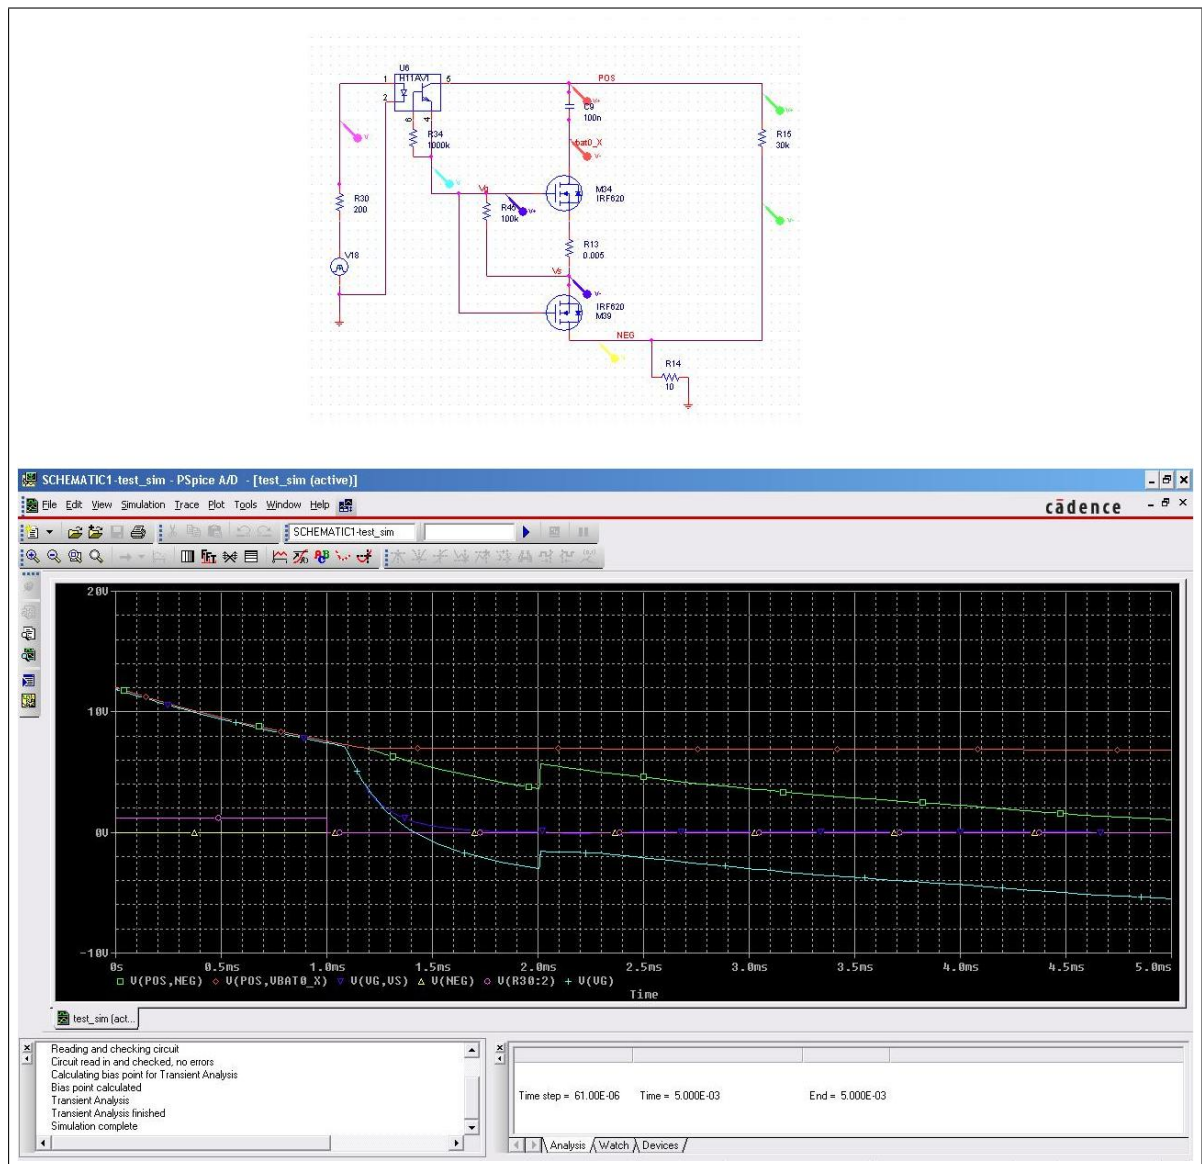 U6
H11AV1
1
5
2
6
4
POS
C9
100n
R34
1000k
vbat0_X
R15
30k
R30
200
Vg
R45
100k
M34
IRF620
R13
0.005
V18
Vs
IRF620
M39
NEG
R14
10
SCHEMATIC1-test_sim - PSpice A/D - [test_sim (active)]
File Edit View Simulation Trace Plot Tools Window Help
cādence
SCHEMATIC1-test_sim
20V
10V
0V
-10V
0s 0.5ms 1.0ms 1.5ms 2.0ms 2.5ms 3.0ms 3.5ms 4.0ms 4.5ms 5.0ms
V(POS,NEG) V(POS,VBAT0_X) V(VG,VS) V(NEG) V(R30:2) V(VG)
Time
test_sim (act...
Reading and checking circuit
Circuit read in and checked, no errors
Calculating bias point for Transient Analysis
Bias point calculated
Transient Analysis
Transient Analysis finished
Simulation complete
Time step = 61.00E-06 Time = 5.000E-03 End = 5.000E-03
Analysis Watch Devices